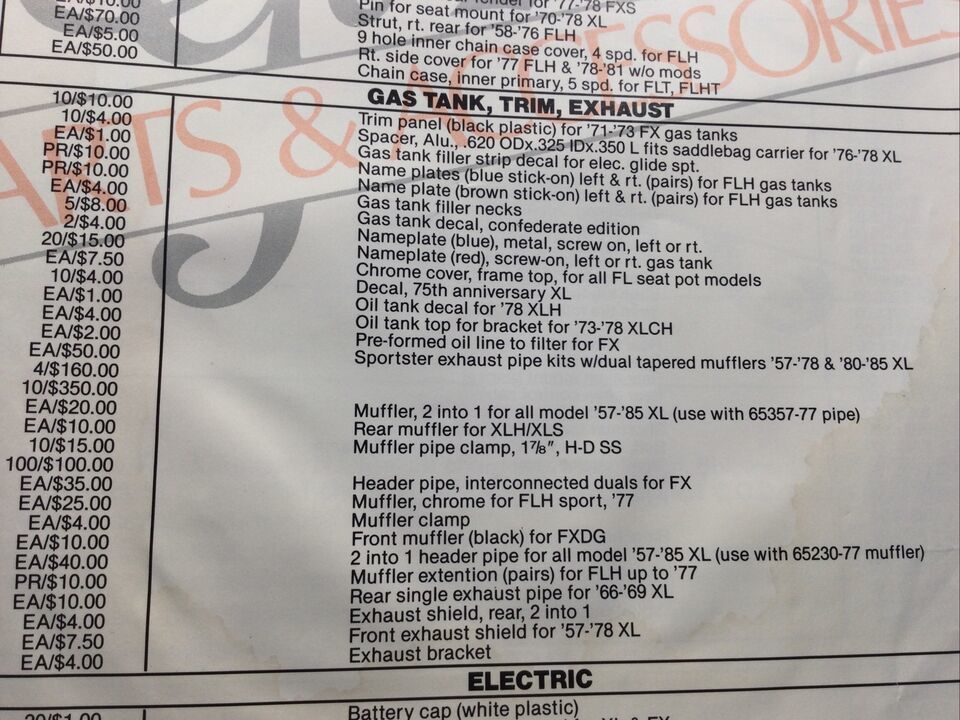 fender for '77-'78 FXS
Pin for seat mount for '70-'78 XL
EA/$10.00 Strut, rt. rear for '58-'76 FLH
EA/$70.00 9 hole inner chain case cover, 4 spd. for FLH
EA/$5.00 Rt. side cover for '77 FLH & '78-'81 w/o mods
EA/$50.00 Chain case, inner primary, 5 spd. for FLT, FLHT
ARTS & ACCESSORIE
GAS TANK, TRIM, EXHAUST
10/$10.00 Trim panel (black plastic) for '71-'73 FX gas tanks
10/$4.00 Spacer, Alu., .620 ODx.325 IDx.350 L fits saddlebag carrier for '76-'78 XL
EA/$1.00 Gas tank filler strip decal for elec. glide spt.
PR/$10.00 Name plates (blue stick-on) left & rt. (pairs) for FLH gas tanks
PR/$10.00 Name plate (brown stick-on) left & rt. (pairs) for FLH gas tanks
EA/$4.00 Gas tank filler necks
5/$8.00 Gas tank decal, confederate edition
2/$4.00 Nameplate (blue), metal, screw on, left or rt.
20/$15.00 Nameplate (red), screw-on, left or rt. gas tank
EA/$7.50 Chrome cover, frame top, for all FL seat pot models
10/$4.00 Decal, 75th anniversary XL
EA/$1.00 Oil tank decal for '78 XLH
EA/$4.00 Oil tank top for bracket for '73-'78 XLCH
EA/$2.00 Pre-formed oil line to filter for FX
EA/$50.00 Sportster exhaust pipe kits w/dual tapered mufflers '57-'78 & '80-'85 XL
4/$160.00
10/$350.00
EA/$20.00 Muffler, 2 into 1 for all model '57-'85 XL (use with 65357-77 pipe)
EA/$10.00 Rear muffler for XLH/XLS
10/$15.00 Muffler pipe clamp, 1⅞", H-D SS
100/$100.00
EA/$35.00 Header pipe, interconnected duals for FX
EA/$25.00 Muffler, chrome for FLH sport, '77
EA/$4.00 Muffler clamp
EA/$10.00 Front muffler (black) for FXDG
EA/$40.00 2 into 1 header pipe for all model '57-'85 XL (use with 65230-77 muffler)
PR/$10.00 Muffler extention (pairs) for FLH up to '77
EA/$10.00 Rear single exhaust pipe for '66-'69 XL
EA/$4.00 Exhaust shield, rear, 2 into 1
EA/$7.50 Front exhaust shield for '57-'78 XL
EA/$4.00 Exhaust bracket
ELECTRIC
20/$1.00 Battery cap (white plastic)